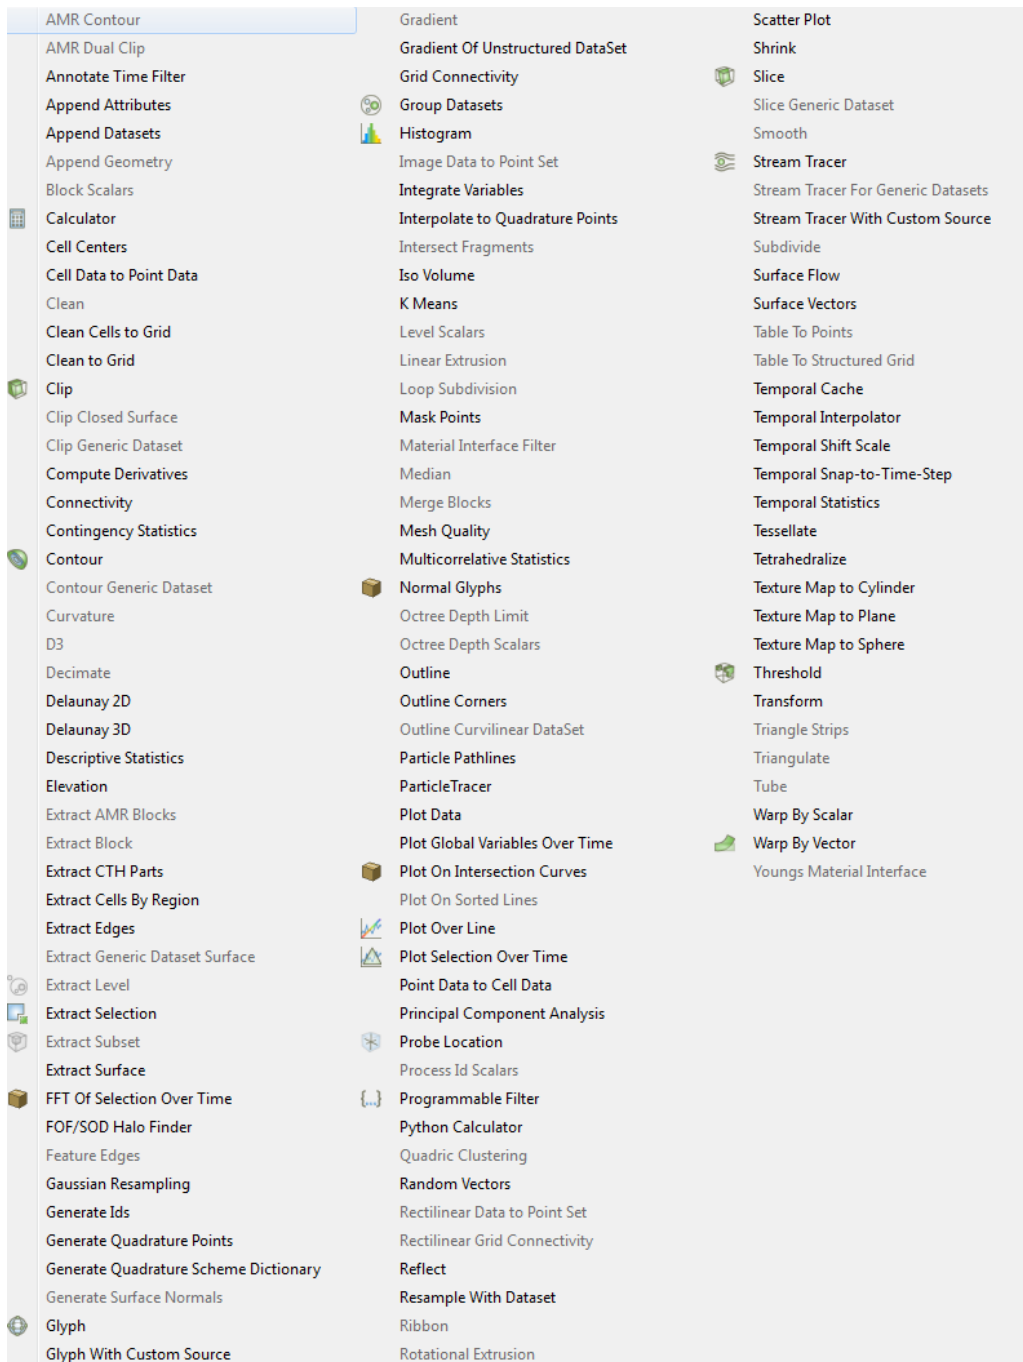 AMR Contour
AMR Dual Clip
Annotate Time Filter
Append Attributes
Append Datasets
Append Geometry
Block Scalars
Calculator
Cell Centers
Cell Data to Point Data
Clean
Clean Cells to Grid
Clean to Grid
Clip
Clip Closed Surface
Clip Generic Dataset
Compute Derivatives
Connectivity
Contingency Statistics
Contour
Contour Generic Dataset
Curvature
D3
Decimate
Delaunay 2D
Delaunay 3D
Descriptive Statistics
Elevation
Extract AMR Blocks
Extract Block
Extract CTH Parts
Extract Cells By Region
Extract Edges
Extract Generic Dataset Surface
Extract Level
Extract Selection
Extract Subset
Extract Surface
FFT Of Selection Over Time
FOF/SOD Halo Finder
Feature Edges
Gaussian Resampling
Generate Ids
Generate Quadrature Points
Generate Quadrature Scheme Dictionary
Generate Surface Normals
Glyph
Glyph With Custom Source
Gradient
Gradient Of Unstructured DataSet
Grid Connectivity
Group Datasets
Histogram
Image Data to Point Set
Integrate Variables
Interpolate to Quadrature Points
Intersect Fragments
Iso Volume
K Means
Level Scalars
Linear Extrusion
Loop Subdivision
Mask Points
Material Interface Filter
Median
Merge Blocks
Mesh Quality
Multicorrelative Statistics
Normal Glyphs
Octree Depth Limit
Octree Depth Scalars
Outline
Outline Corners
Outline Curvilinear DataSet
Particle Pathlines
ParticleTracer
Plot Data
Plot Global Variables Over Time
Plot On Intersection Curves
Plot On Sorted Lines
Plot Over Line
Plot Selection Over Time
Point Data to Cell Data
Principal Component Analysis
Probe Location
Process Id Scalars
{...} Programmable Filter
Python Calculator
Quadric Clustering
Random Vectors
Rectilinear Data to Point Set
Rectilinear Grid Connectivity
Reflect
Resample With Dataset
Ribbon
Rotational Extrusion
Scatter Plot
Shrink
Slice
Slice Generic Dataset
Smooth
Stream Tracer
Stream Tracer For Generic Datasets
Stream Tracer With Custom Source
Subdivide
Surface Flow
Surface Vectors
Table To Points
Table To Structured Grid
Temporal Cache
Temporal Interpolator
Temporal Shift Scale
Temporal Snap-to-Time-Step
Temporal Statistics
Tessellate
Tetrahedralize
Texture Map to Cylinder
Texture Map to Plane
Texture Map to Sphere
Threshold
Transform
Triangle Strips
Triangulate
Tube
Warp By Scalar
Warp By Vector
Youngs Material Interface